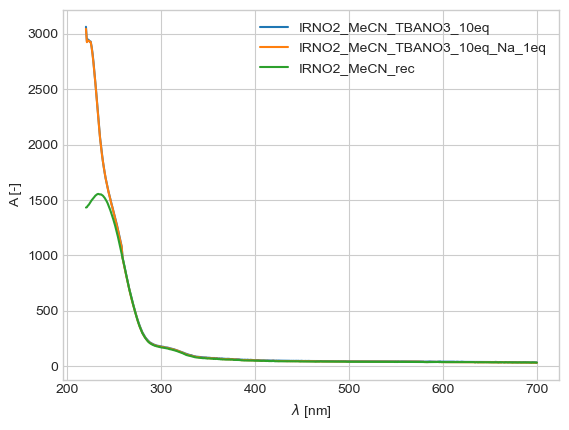 IRNO2_MeCN_TBANO3_10eq
IRNO2_MeCN_TBANO3_10eq_Na_1eq
IRNO2_MeCN_rec
3000
2500
2000
1500
1000
500
0
A [-]
200 300 400 500 600 700
λ [nm]